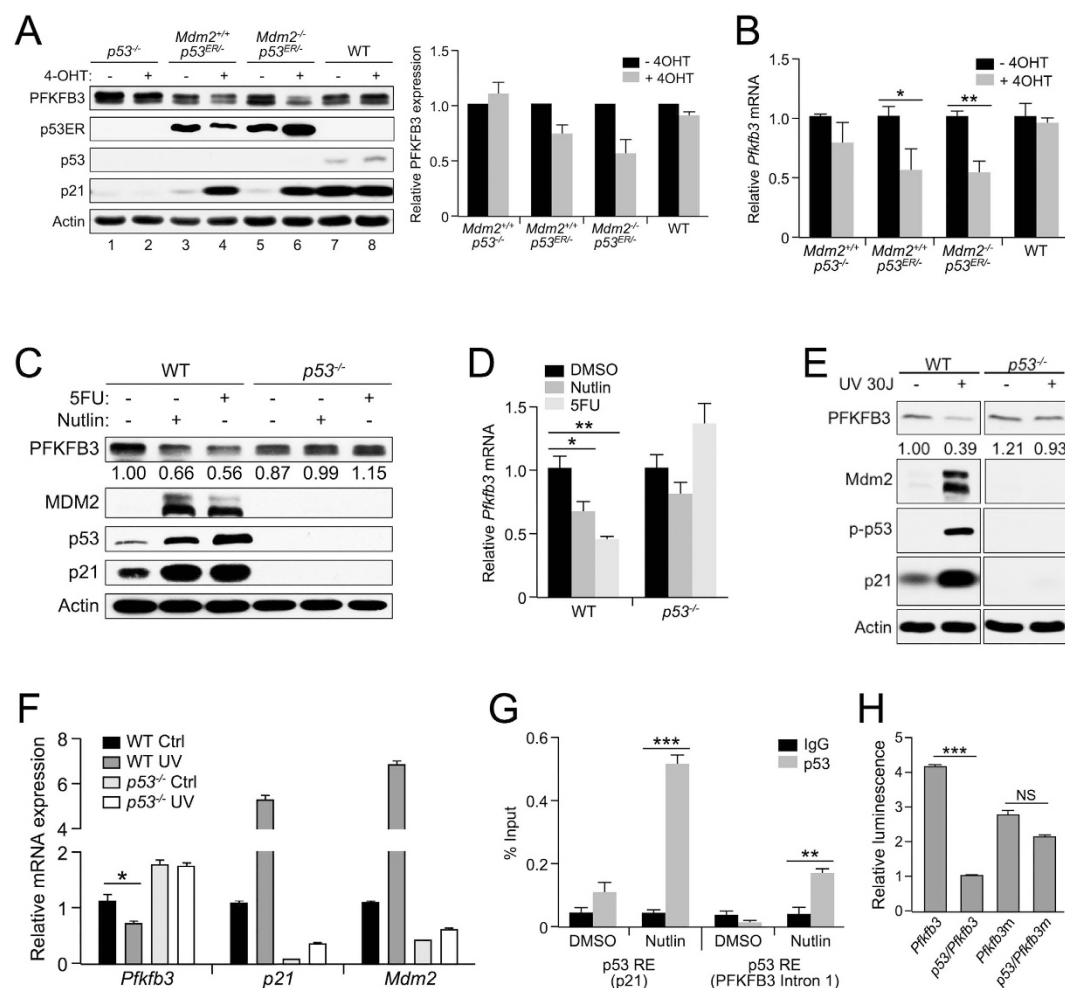 A
p53-/-
Mdm2+/+
p53ER/-
Mdm2-/-
p53ER/-
WT
4-OHT: - + - + - + - +
PFKFB3
p53ER
p53
p21
Actin
1 2 3 4 5 6 7 8
Relative PFKFB3 expression
1.5
1.0
0.5
0
- 4OHT
+ 4OHT
Mdm2+/+
p53-/-
Mdm2+/+
p53ER/-
Mdm2-/-
p53ER/-
WT
B
Relative Pfkfb3 mRNA
1.5
1.0
0.5
0
- 4OHT
+ 4OHT
*
**
Mdm2+/+
p53-/-
Mdm2+/+
p53ER/-
Mdm2-/-
p53ER/-
WT
C
WT p53-/-
5FU: - - + - - +
Nutlin: - + - - + -
PFKFB3
1.00 0.66 0.56 0.87 0.99 1.15
MDM2
p53
p21
Actin
D
DMSO
Nutlin
5FU
Relative Pfkfb3 mRNA
1.5
1.0
0.5
0
**
*
WT p53-/-
E
WT p53-/-
UV 30J - + - +
PFKFB3
1.00 0.39 1.21 0.93
Mdm2
p-p53
p21
Actin
F
Relative mRNA expression
8
6
4
2
1
0
WT Ctrl
WT UV
p53-/- Ctrl
p53-/- UV
*
Pfkfb3 p21 Mdm2
G
% Input
0.6
0.4
0.2
0.0
IgG
p53
***
**
DMSO Nutlin DMSO Nutlin
p53 RE
(p21)
p53 RE
(PFKFB3 Intron 1)
H
Relative luminescence
5
4
3
2
1
0
***
NS
Pfkfb3
p53/Pfkfb3
Pfkfb3m
p53/Pfkfb3m